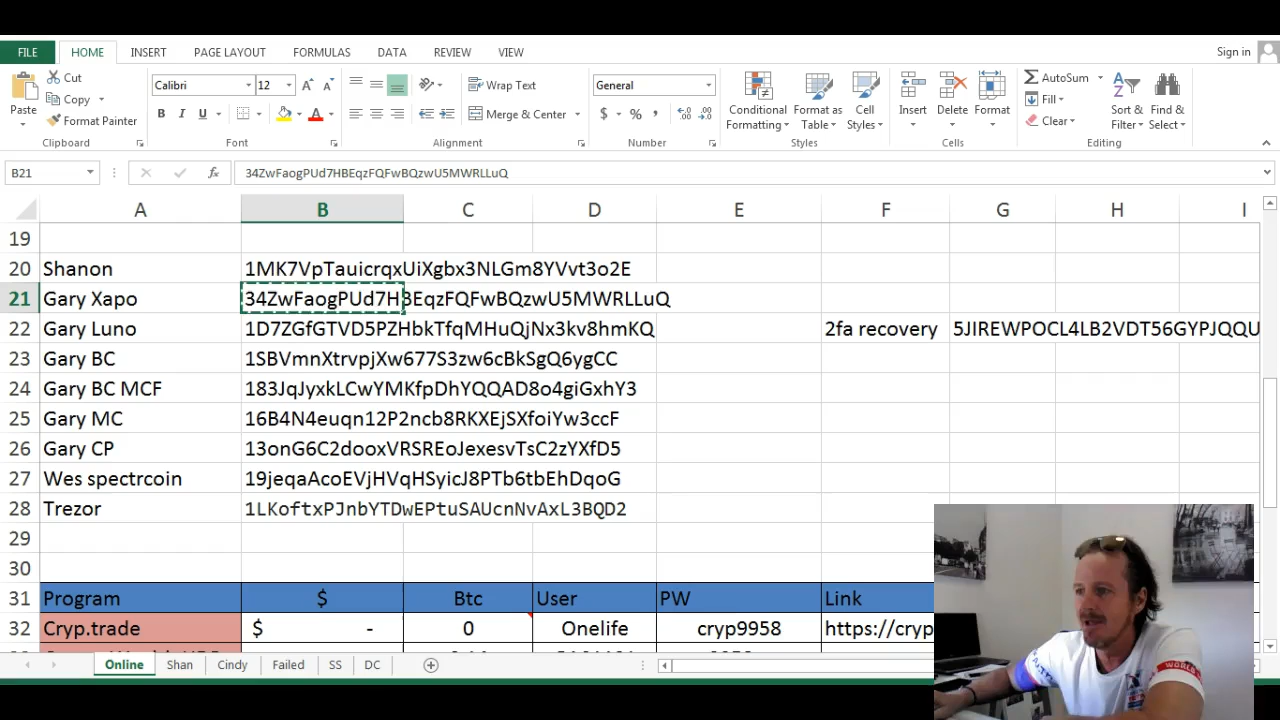 FILE HOME INSERT PAGE LAYOUT FORMULAS DATA REVIEW VIEW Sign in
Paste Cut Copy Format Painter Clipboard
Calibri 12 B I U Font
Wrap Text Merge & Center Alignment
General $ % , Number
Conditional Formatting Format as Table Cell Styles Styles
Insert Delete Format Cells
AutoSum Fill Clear Sort & Filter Find & Select Editing
B21 fx 34ZwFaogPUd7HBEqzFQFwBQzwU5MWRLLuQ
A B C D E F G H I
19
20 Shanon 1MK7VpTauicrqxUiXgbx3NLGm8YVvt3o2E
21 Gary Xapo 34ZwFaogPUd7HBEqzFQFwBQzwU5MWRLLuQ
22 Gary Luno 1D7ZGfGTVD5PZHbkTfqMHuQjNx3kv8hmKQ 2fa recovery 5JIREWPOCL4LB2VDT56GYPJQQU
23 Gary BC 1SBVmnXtrvpjXw677S3zw6cBkSgQ6ygCC
24 Gary BC MCF 183JqJyxkLCwYMKfpDhYQQAD8o4giGxhY3
25 Gary MC 16B4N4euqn12P2ncb8RKXEjSXfoiYw3ccF
26 Gary CP 13onG6C2dooxVRSREoJexesvTsC2zYXfD5
27 Wes spectrcoin 19jeqaAcoEVjHVqHSyicJ8PTb6tbEhDqoG
28 Trezor 1LKoftxPJnbYTDwEPtuSAUcnNvAxL3BQD2
29
30
31 Program $ Btc User PW Link
32 Cryp.trade $ - 0 Onelife cryp9958 https://cryp
Online Shan Cindy Failed SS DC